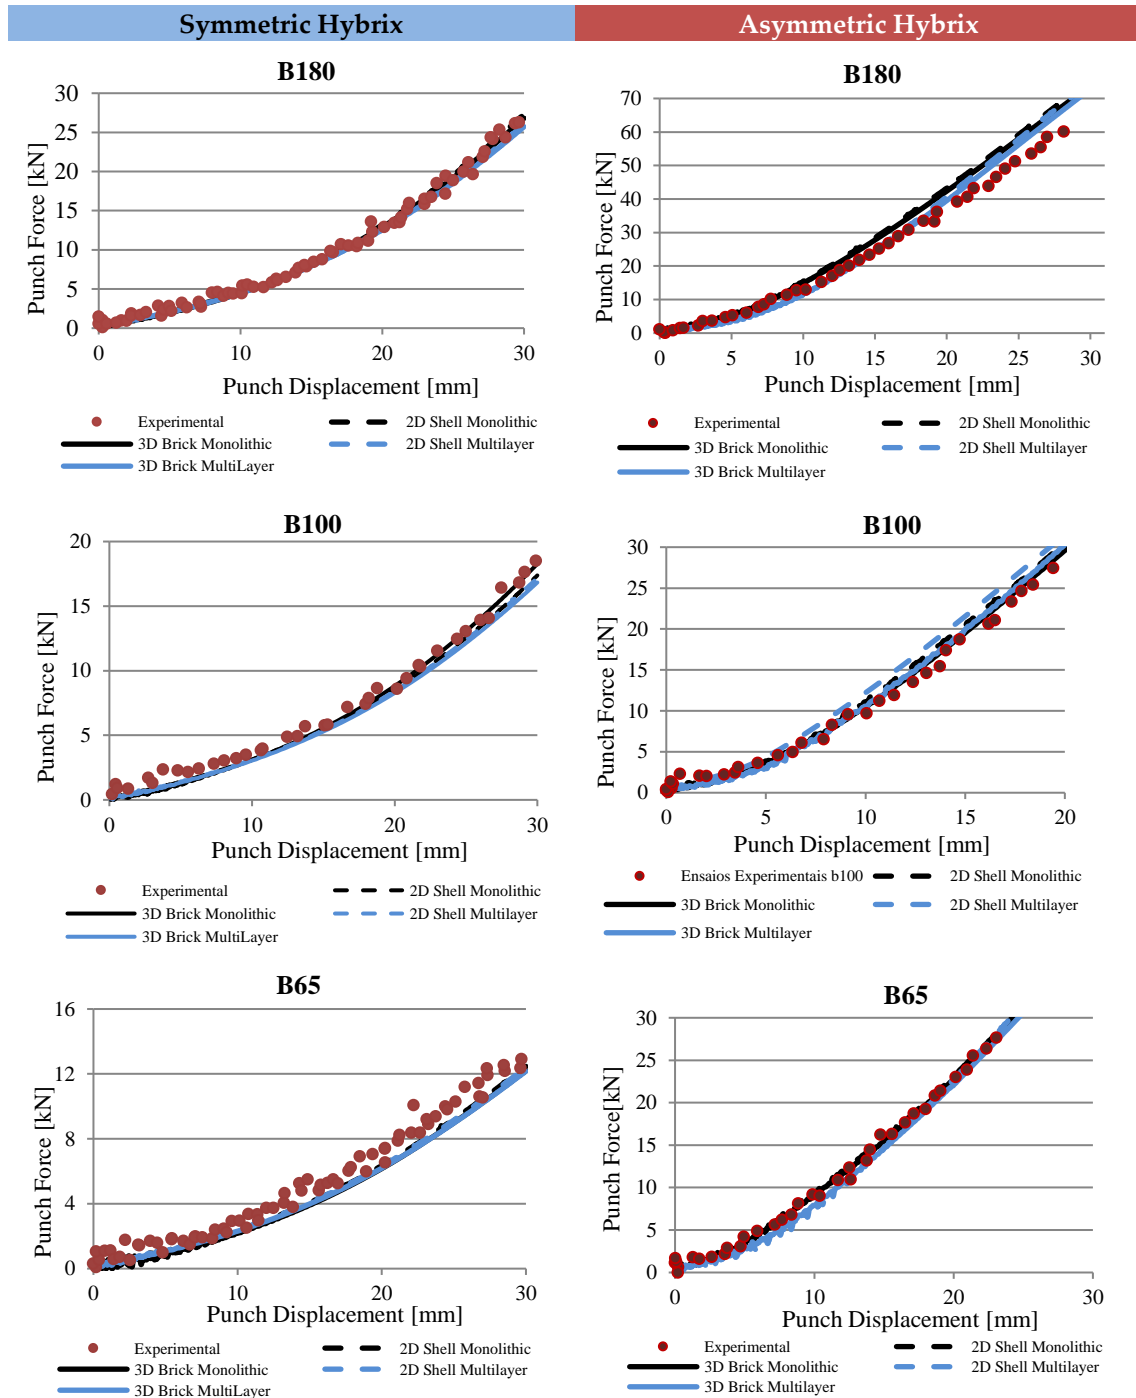 Symmetric Hybrix
Asymmetric Hybrix
B180
Punch Force [kN]
30
25
20
15
10
5
0
0 10 20 30
Punch Displacement [mm]
Experimental
2D Shell Monolithic
3D Brick Monolithic
2D Shell Multilayer
3D Brick MultiLayer
B180
Punch Force [kN]
70
60
50
40
30
20
10
0
0 5 10 15 20 25 30
Punch Displacement [mm]
Experimental
2D Shell Monolithic
3D Brick Monolithic
2D Shell Multilayer
3D Brick Multilayer
B100
Punch Force [kN]
20
15
10
5
0
0 10 20 30
Punch Displacement [mm]
Experimental
2D Shell Monolithic
3D Brick Monolithic
2D Shell Multilayer
3D Brick MultiLayer
B100
Punch Force [kN]
30
25
20
15
10
5
0
0 5 10 15 20
Punch Displacement [mm]
Ensaios Experimentais b100
2D Shell Monolithic
3D Brick Monolithic
2D Shell Multilayer
3D Brick Multilayer
B65
Punch Force [kN]
16
12
8
4
0
0 10 20 30
Punch Displacement [mm]
Experimental
2D Shell Monolithic
3D Brick Monolithic
2D Shell Multilayer
3D Brick MultiLayer
B65
Punch Force[kN]
30
25
20
15
10
5
0
0 10 20 30
Punch Displacement [mm]
Experimental
2D Shell Monolithic
3D Brick Monolithic
2D Shell Multilayer
3D Brick Multilayer